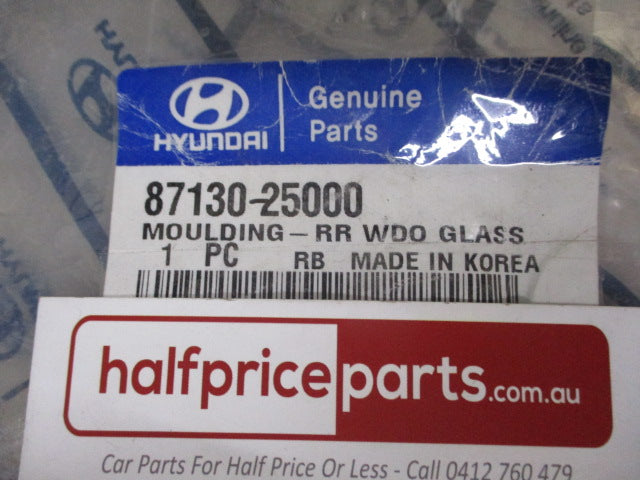 HYUNDAI
Genuine
Parts
87130-25000
MOULDING-RR WDO GLASS
1 PC RB MADE IN KOREA
halfpriceparts.com.au
Car Parts For Half Price Or Less - Call 0412 760 479